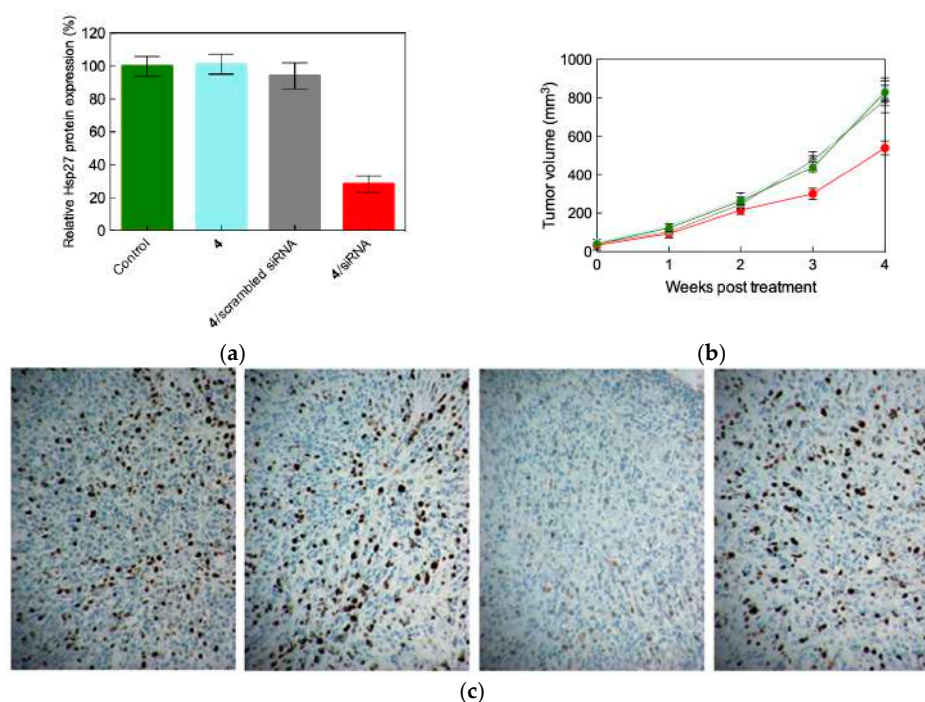 Relative Hsp27 protein expression (%)
120
100
80
60
40
20
0
Control
4
4/scrambled siRNA
4/siRNA
(a)
Tumor volume (mm³)
1000
800
600
400
200
0
0 1 2 3 4
Weeks post treatment
(b)
(c)